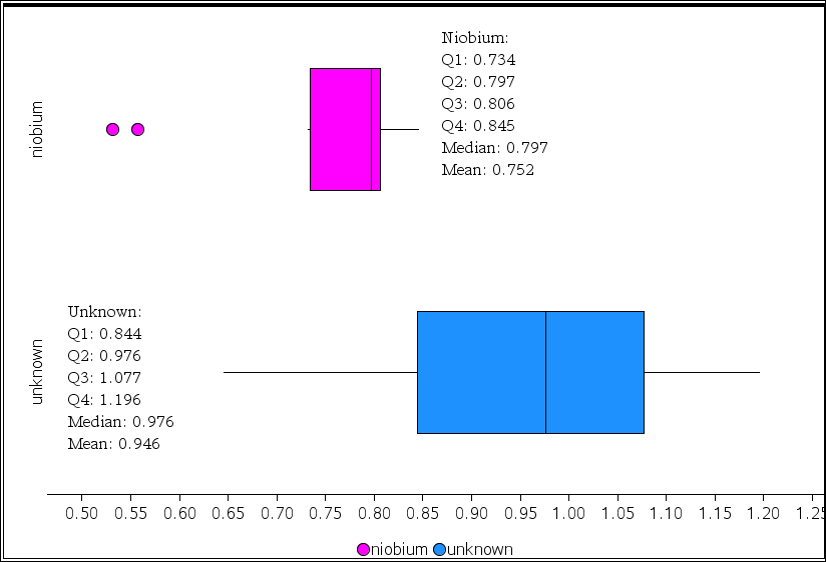 Niobium:
Q1: 0.734
Q2: 0.797
Q3: 0.806
Q4: 0.845
Median: 0.797
Mean: 0.752
niobium
Unknown:
Q1: 0.844
Q2: 0.976
Q3: 1.077
Q4: 1.196
Median: 0.976
Mean: 0.946
unknown
0.50 0.55 0.60 0.65 0.70 0.75 0.80 0.85 0.90 0.95 1.00 1.05 1.10 1.15 1.20 1.25
niobium unknown